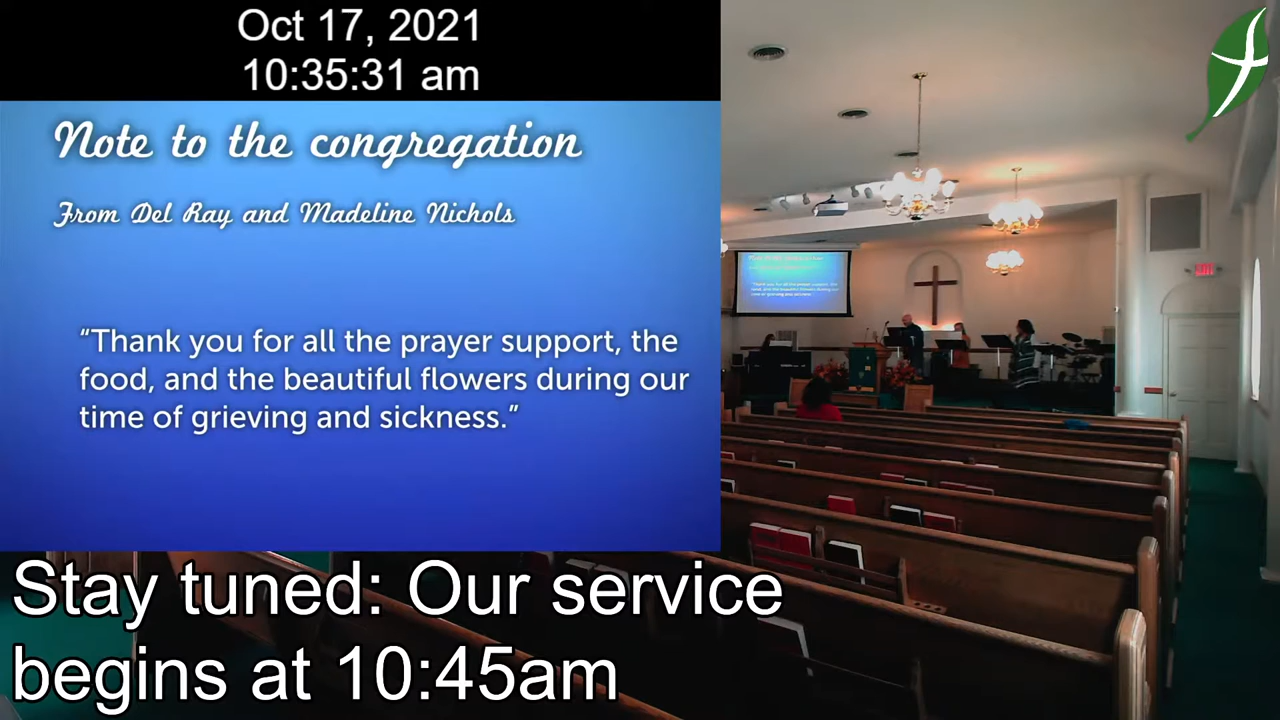 Oct 17, 2021
10:35:31 am
Note to the congregation
From Del Ray and Madeline Nichols
“Thank you for all the prayer support, the
food, and the beautiful flowers during our
time of grieving and sickness.”
Stay tuned: Our service
begins at 10:45am